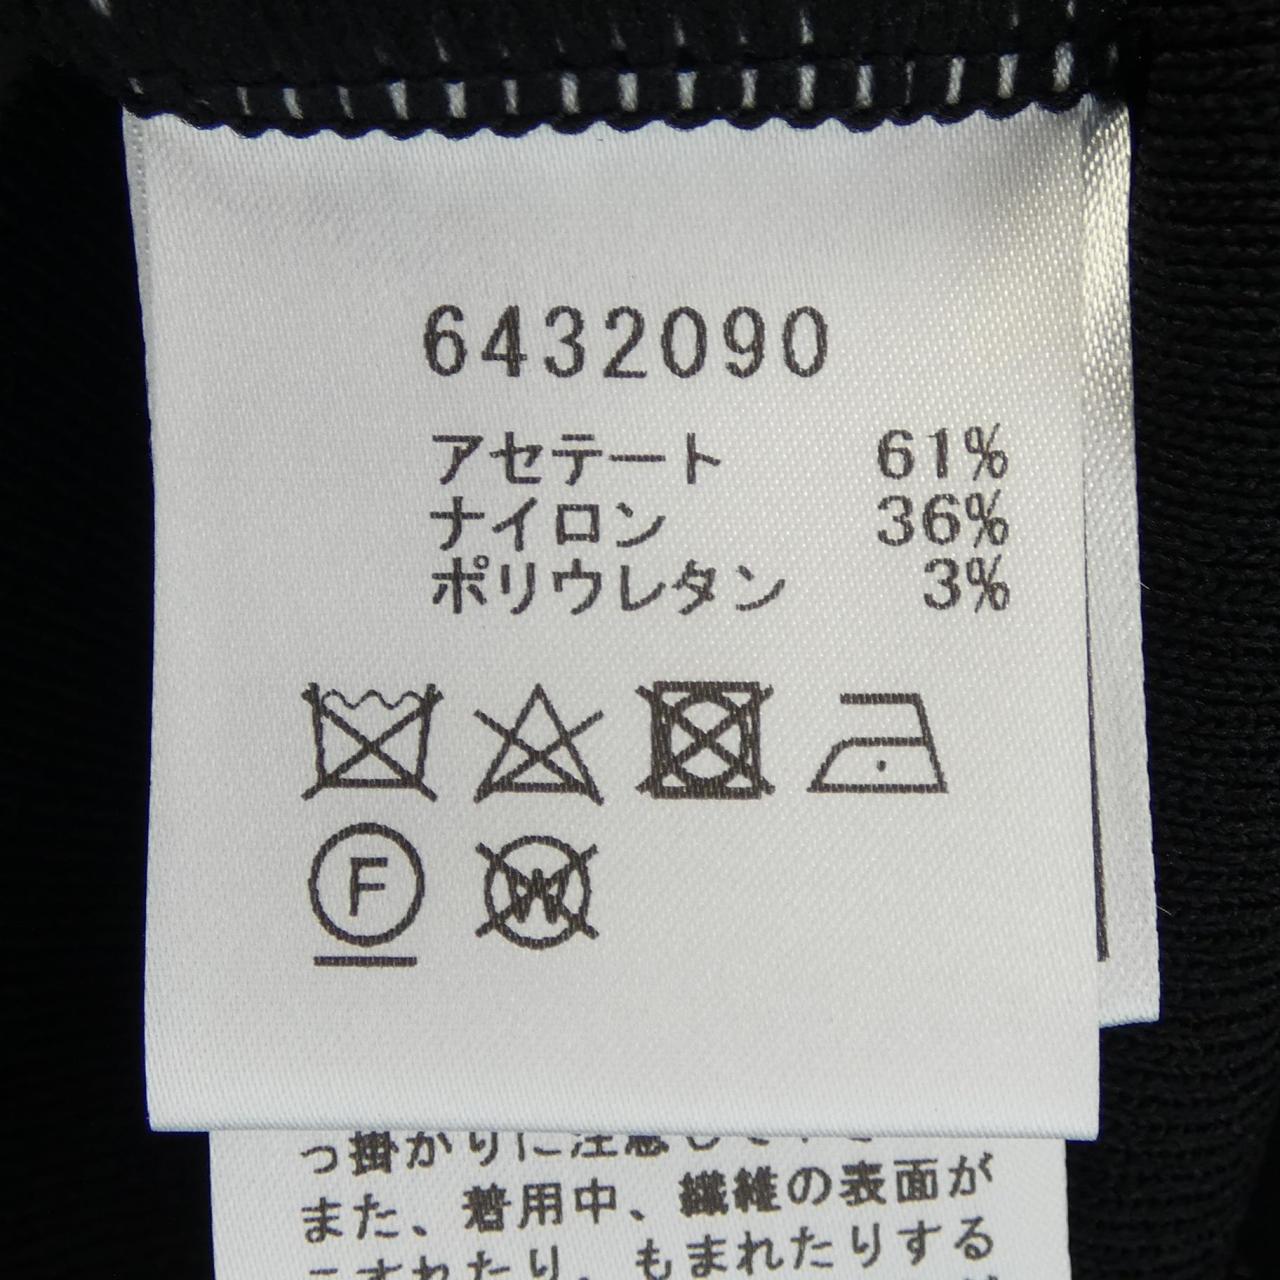 6432090
アセテート 61%
ナイロン 36%
ポリウレタン 3%
F
W
っ掛かりに注意して
また、着用中、繊維の表面が
こすれたり、もまれたりする